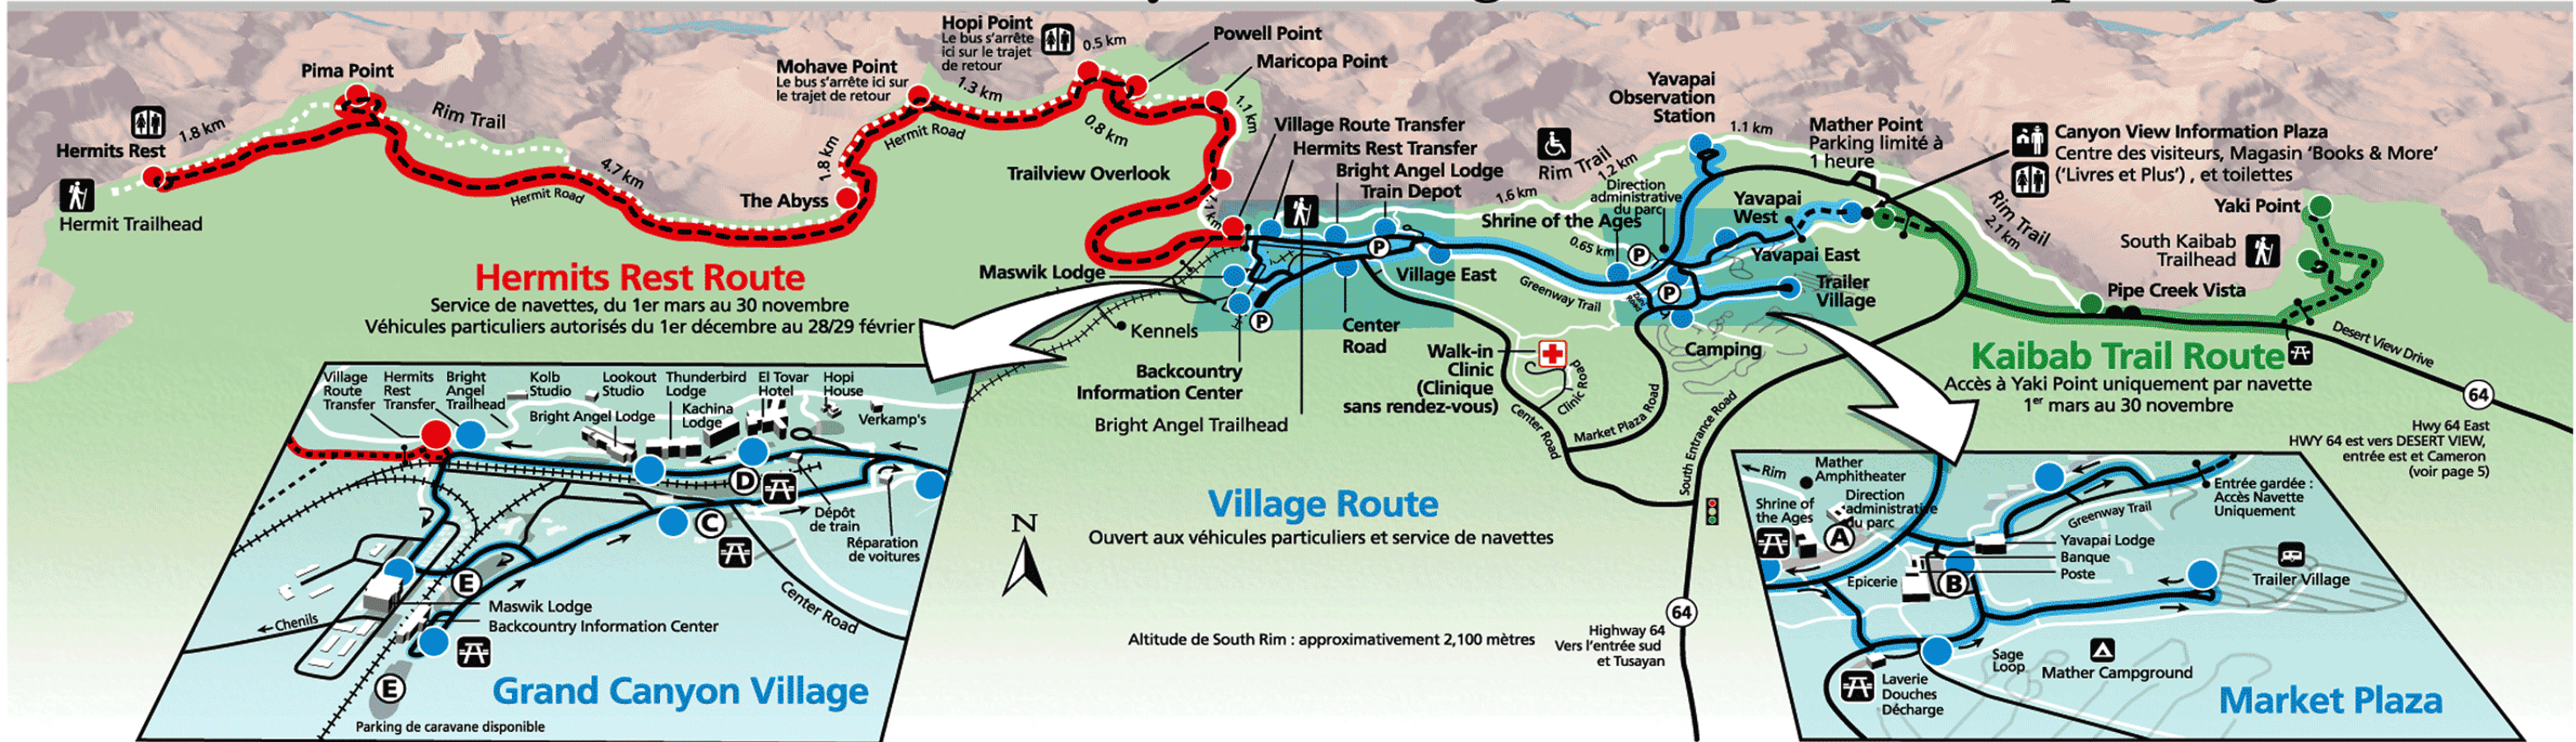 Hopi Point
Le bus s'arrête
ici sur le trajet
de retour
0.5 km
Powell Point
Maricopa Point
Pima Point
Mohave Point
Le bus s'arrête ici sur
le trajet de retour
1.3 km
Rim Trail
1.8 km
Hermits Rest
Hermit Trailhead
Hermit Road
4.7 km
The Abyss
1.8 km
Hermit Road
0.8 km
1.1 km
Trailview Overlook
1.1 km
Village Route Transfer
Hermits Rest Transfer
Bright Angel Lodge
Train Depot
Yavapai
Observation
Station
1.1 km
Rim Trail
1.2 km
1.6 km
Mather Point
Parking limité à
1 heure
Canyon View Information Plaza
Centre des visiteurs, Magasin 'Books & More'
('Livres et Plus') , et toilettes
Direction
administrative
du parc
Shrine of the Ages
0.65 km
Yavapai
West
Yavapai East
Trailer
Village
Rim Trail
2.1 km
Yaki Point
South Kaibab
Trailhead
Pipe Creek Vista
Desert View Drive
Hermits Rest Route
Service de navettes, du 1er mars au 30 novembre
Véhicules particuliers autorisés du 1er décembre au 28/29 février
Maswik Lodge
P
P
P
P
Village East
Greenway Trail
Kennels
Center
Road
Backcountry
Information Center
Bright Angel Trailhead
Walk-in
Clinic
(Clinique
sans rendez-vous)
Clinic Road
Center Road
Market Plaza Road
South Entrance Road
Camping
Kaibab Trail Route
Accès à Yaki Point uniquement par navette
1er mars au 30 novembre
64
Hwy 64 East
HWY 64 est vers DESERT VIEW,
entrée est et Cameron
(voir page 5)
Village Route
Ouvert aux véhicules particuliers et service de navettes
N
Altitude de South Rim : approximativement 2,100 mètres
64
Highway 64
Vers l'entrée sud
et Tusayan
Village
Route
Transfer
Hermits
Rest
Transfer
Bright
Angel
Trailhead
Kolb
Studio
Lookout
Studio
Thunderbird
Lodge
El Tovar
Hotel
Hopi
House
Bright Angel Lodge
Kachina
Lodge
Verkamp's
D
C
Dépôt
de train
Réparation
de voitures
E
Maswik Lodge
Backcountry Information Center
Chenils
Center Road
E
Grand Canyon Village
Parking de caravane disponible
Rim
Mather
Amphitheater
Shrine of
the Ages
Direction
administrative
du parc
A
Entrée gardée :
Accès Navette
Uniquement
Greenway Trail
Yavapai Lodge
Banque
Poste
Epicerie
B
Trailer Village
Sage
Loop
Mather Campground
Laverie
Douches
Décharge
Market Plaza